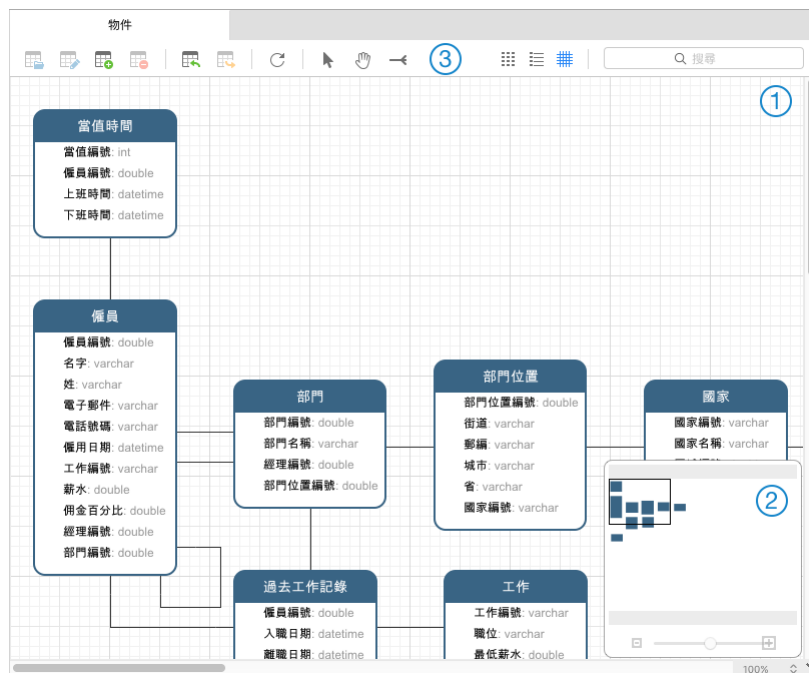 物件
③
搜尋
①
當值時間
當值編號: int
僱員編號: double
上班時間: datetime
下班時間: datetime
僱員
僱員編號: double
名字: varchar
姓: varchar
電子郵件: varchar
電話號碼: varchar
僱用日期: datetime
工作編號: varchar
薪水: double
佣金百分比: double
經理編號: double
部門編號: double
部門
部門編號: double
部門名稱: varchar
經理編號: double
部門位置編號: double
部門位置
部門位置編號: double
街道: varchar
郵編: varchar
城市: varchar
省: varchar
國家編號: varchar
國家
國家編號: varchar
國家名稱: varchar
②
過去工作記錄
僱員編號: double
入職日期: datetime
離職日期: datetime
工作
工作編號: varchar
職位: varchar
最低薪水: double
100%